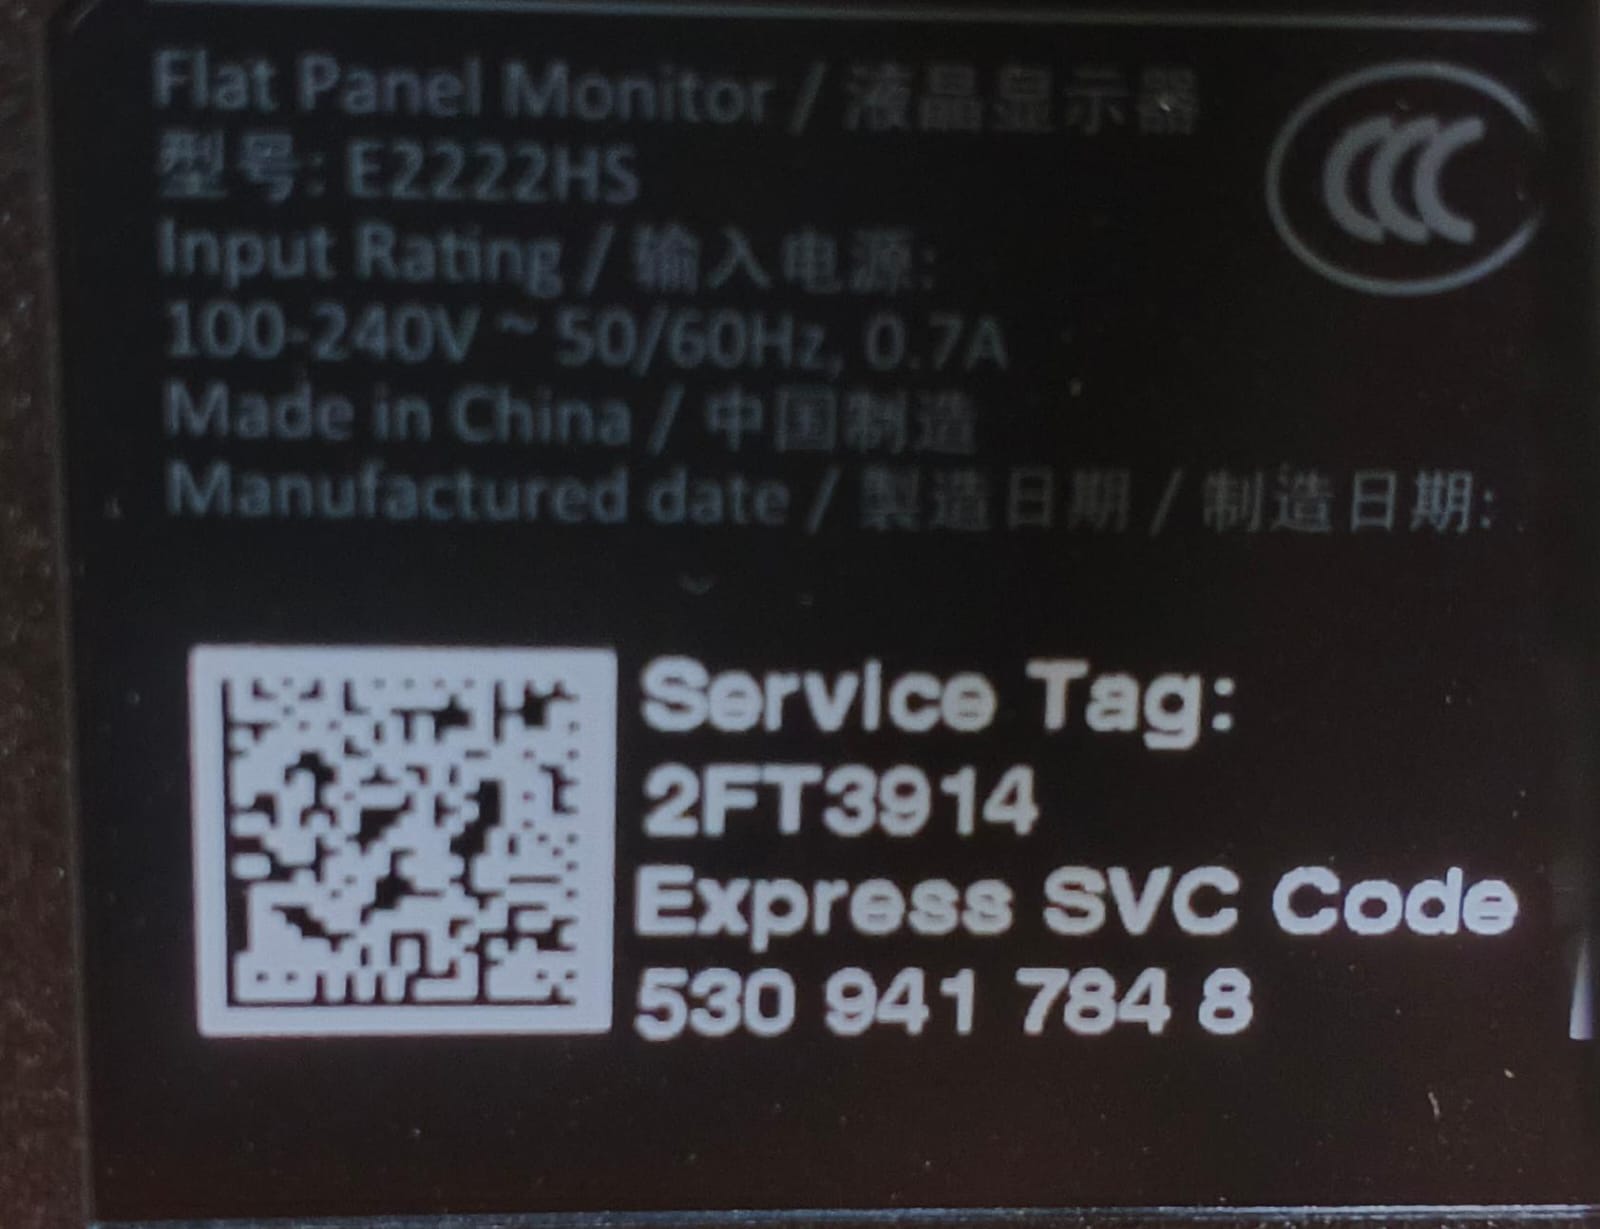 Flat Panel Monitor / 液晶显示器
型号: E2222HS
Input Rating / 输入电源:
100-240V ~ 50/60Hz, 0.7A
Made in China / 中国制造
Manufactured date / 製造日期 / 制造日期:
CCC
Service Tag:
2FT3914
Express SVC Code
530 941 784 8